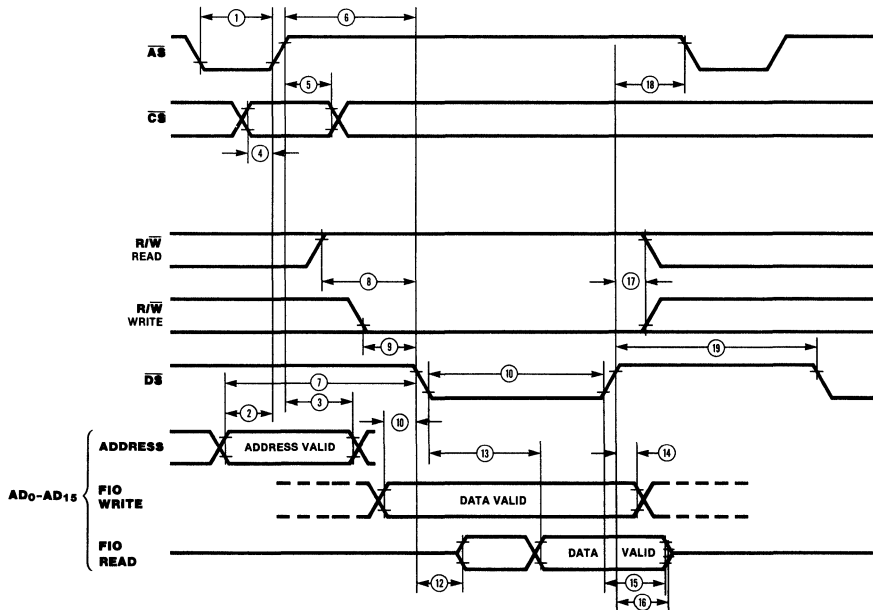 1
6
AS
5
18
CS
4
R/W
READ
8
17
R/W
WRITE
9
19
DS
7
10
2
3
10
ADDRESS
ADDRESS VALID
13
14
AD0-AD15
FIO
WRITE
DATA VALID
FIO
READ
DATA VALID
12
15
16